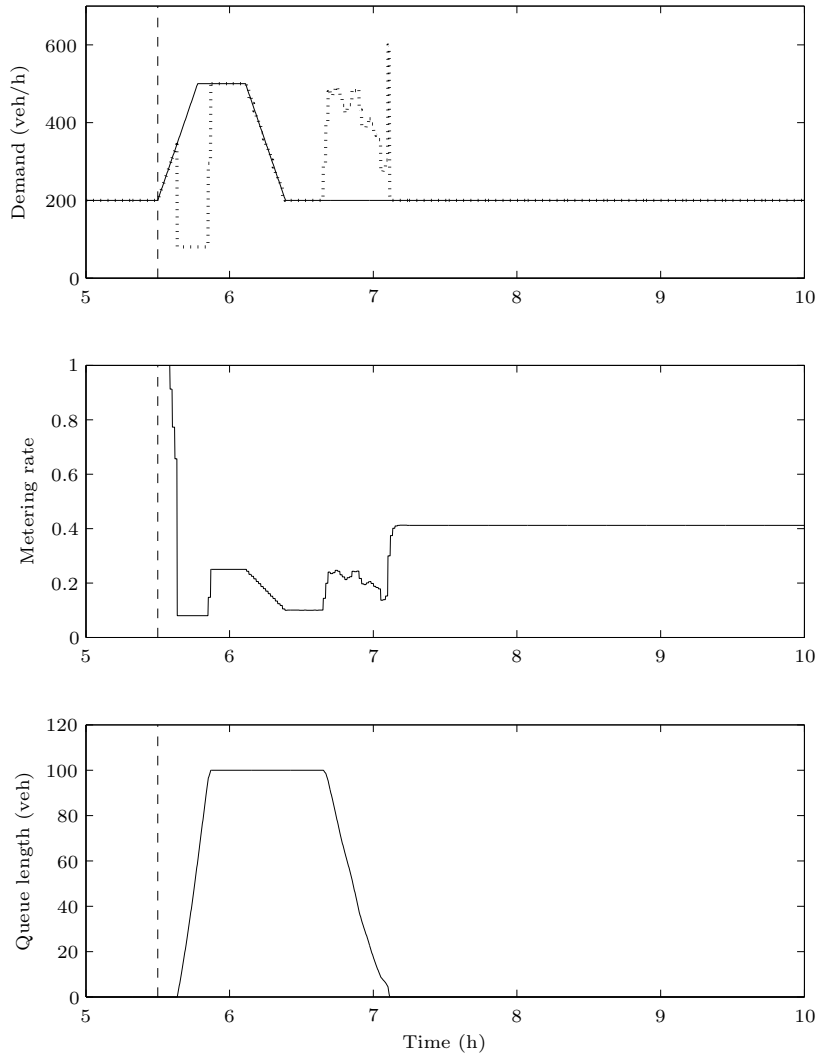 Demand (veh/h)
600
400
200
0
5 6 7 8 9 10
Metering rate
1
0.8
0.6
0.4
0.2
0
5 6 7 8 9 10
Queue length (veh)
120
100
80
60
40
20
0
5 6 7 8 9 10
Time (h)